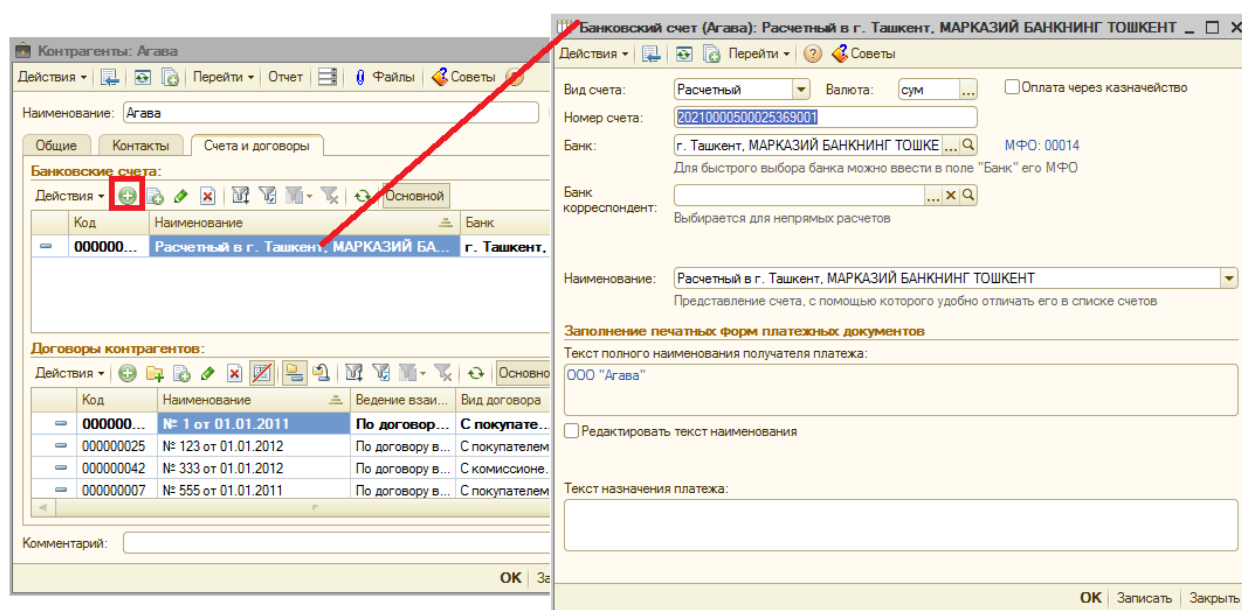 Контрагенты: Агава
Действия Перейти Отчет Файлы Советы
Наименование: Агава
Общие Контакты Счета и договоры
Банковские счета:
Действия Основной
Код Наименование Банк
000000... Расчетный в г. Ташкент, МАРКАЗИЙ БА... г. Ташкент,
Договоры контрагентов:
Действия Основно
Код Наименование Ведение взаи... Вид договора
000000... № 1 от 01.01.2011 По договор... С покупате...
000000025 № 123 от 01.01.2012 По договору в... С покупателем
000000042 № 333 от 01.01.2012 По договору в... С комиссионе.
000000007 № 555 от 01.01.2011 По договору в... С покупателем
Комментарий:
OK За
Банковский счет (Агава): Расчетный в г. Ташкент, МАРКАЗИЙ БАНКНИНГ ТОШКЕНТ
Действия Перейти Советы
Вид счета: Расчетный Валюта: сум ... Оплата через казначейство
Номер счета: 20210000500025369001
Банк: г. Ташкент, МАРКАЗИЙ БАНКНИНГ ТОШКЕ ... МФО: 00014
Для быстрого выбора банка можно ввести в поле "Банк" его МФО
Банк
корреспондент: ...
Выбирается для непрямых расчетов
Наименование: Расчетный в г. Ташкент, МАРКАЗИЙ БАНКНИНГ ТОШКЕНТ
Представление счета, с помощью которого удобно отличать его в списке счетов
Заполнение печатных форм платежных документов
Текст полного наименования получателя платежа:
ООО "Агава"
Редактировать текст наименования
Текст назначения платежа:
OK Записать Закрыть